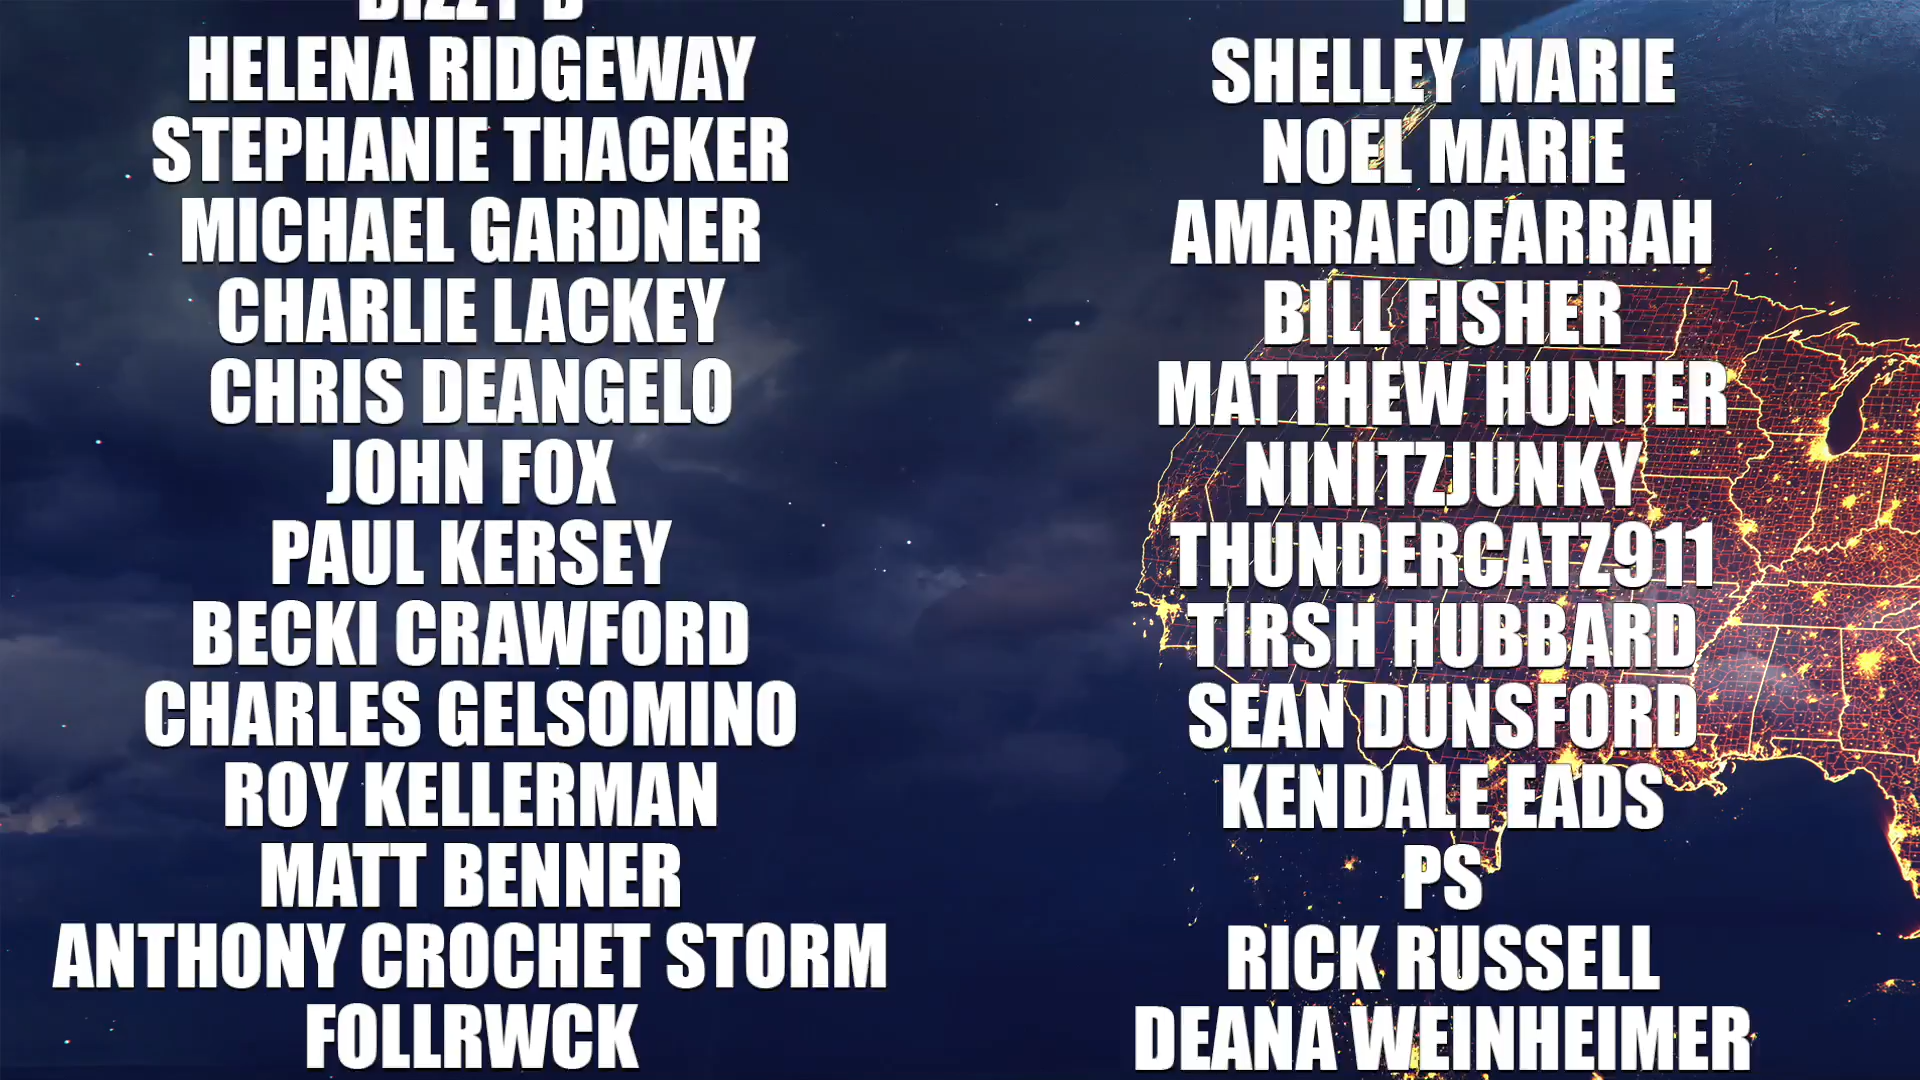 HELENA RIDGEWAY
STEPHANIE THACKER
MICHAEL GARDNER
CHARLIE LACKEY
CHRIS DEANGELO
JOHN FOX
PAUL KERSEY
BECKI CRAWFORD
CHARLES GELSOMINO
ROY KELLERMAN
MATT BENNER
ANTHONY CROCHET STORM
FOLLRWCK
SHELLEY MARIE
NOEL MARIE
AMARAFOFARRAH
BILL FISHER
MATTHEW HUNTER
NINITZJUNKY
THUNDERCATZ911
TIRSH HUBBARD
SEAN DUNSFORD
KENDALE EADS
PS
RICK RUSSELL
DEANA WEINHEIMER